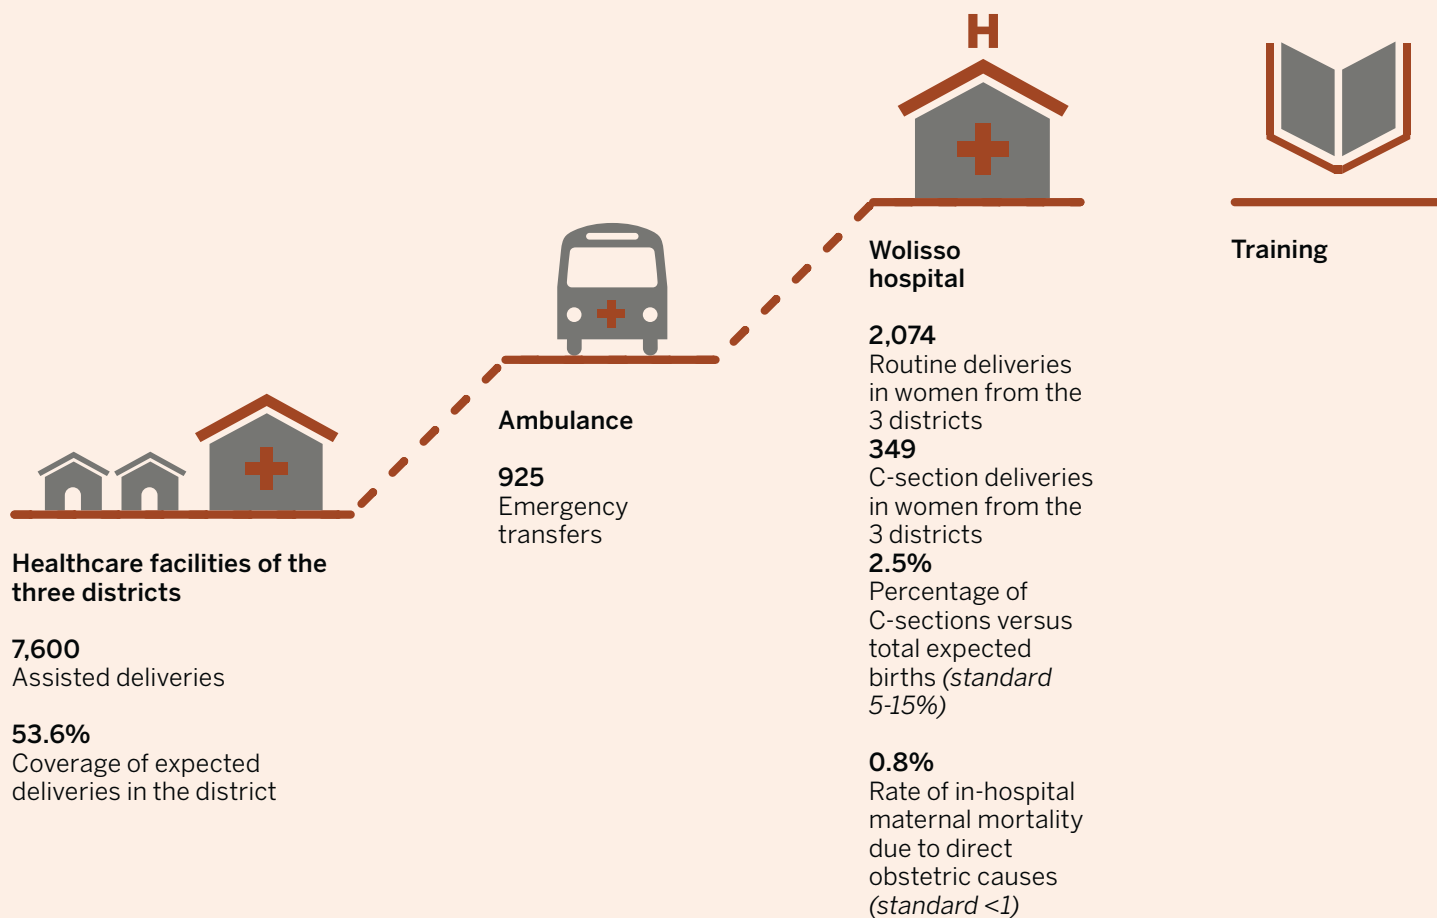 H
Healthcare facilities of the
three districts
7,600
Assisted deliveries
53.6%
Coverage of expected
deliveries in the district
Ambulance
925
Emergency
transfers
Wolisso
hospital
2,074
Routine deliveries
in women from the
3 districts
349
C-section deliveries
in women from the
3 districts
2.5%
Percentage of
C-sections versus
total expected
births (standard
5-15%)
0.8%
Rate of in-hospital
maternal mortality
due to direct
obstetric causes
(standard <1)
Training